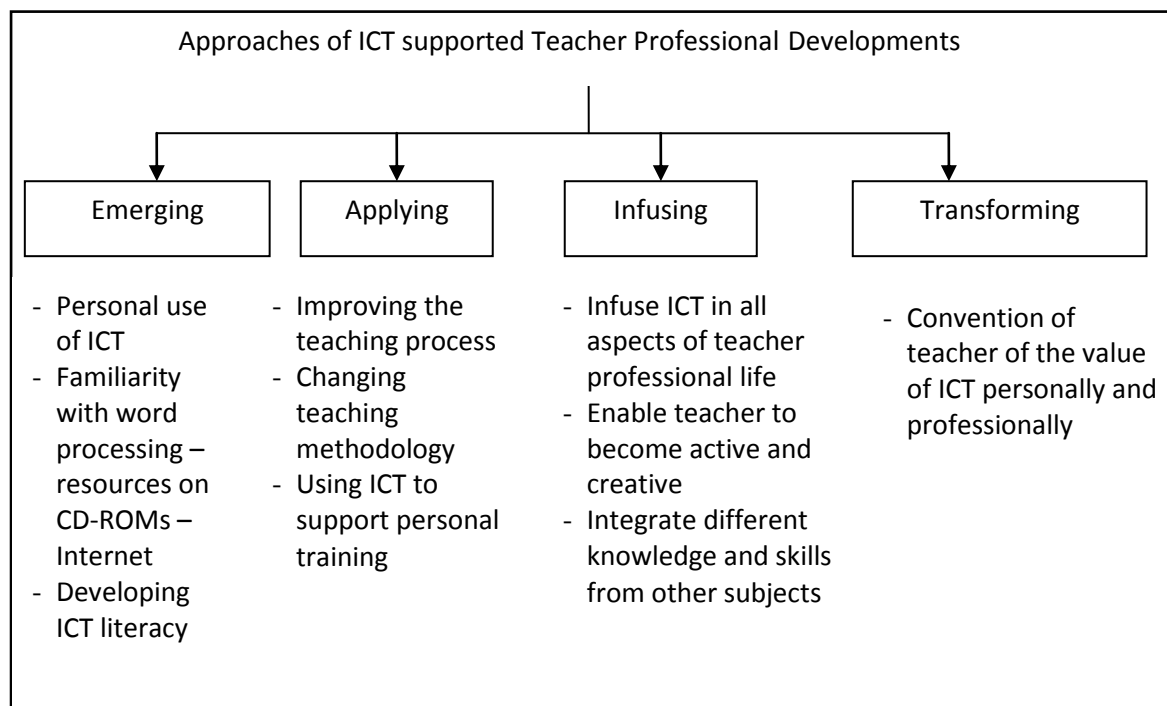 Approaches of ICT supported Teacher Professional Developments
Emerging
Applying
Infusing
Transforming
- Personal use
of ICT
- Familiarity
with word
processing –
resources on
CD-ROMs –
Internet
- Developing
ICT literacy
- Improving the
teaching process
- Changing
teaching
methodology
- Using ICT to
support personal
training
- Infuse ICT in all
aspects of teacher
professional life
- Enable teacher to
become active and
creative
- Integrate different
knowledge and skills
from other subjects
- Convention of
teacher of the value
of ICT personally and
professionally